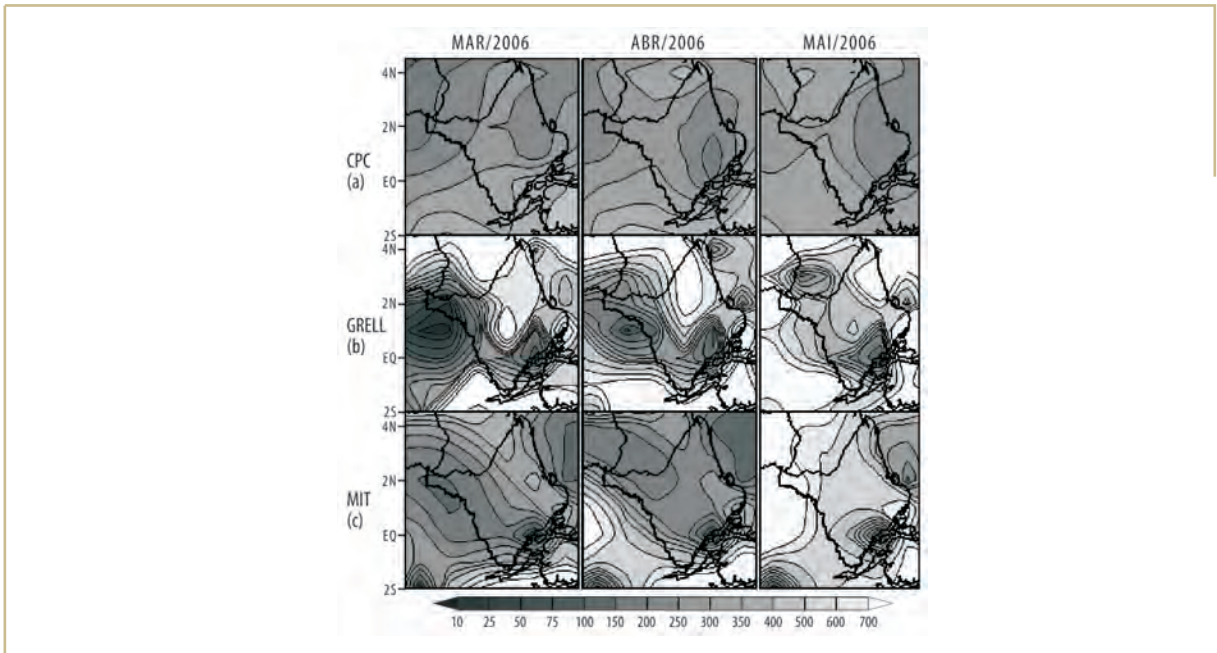 MAR/2006 ABR/2006 MAI/2006
4N
2N
CPC
(a) EQ
2S
4N
2N
GRELL
(b) EQ
2S
4N
2N
MIT
(c) EQ
2S
10 25 50 75 100 150 200 250 300 350 400 500 600 700